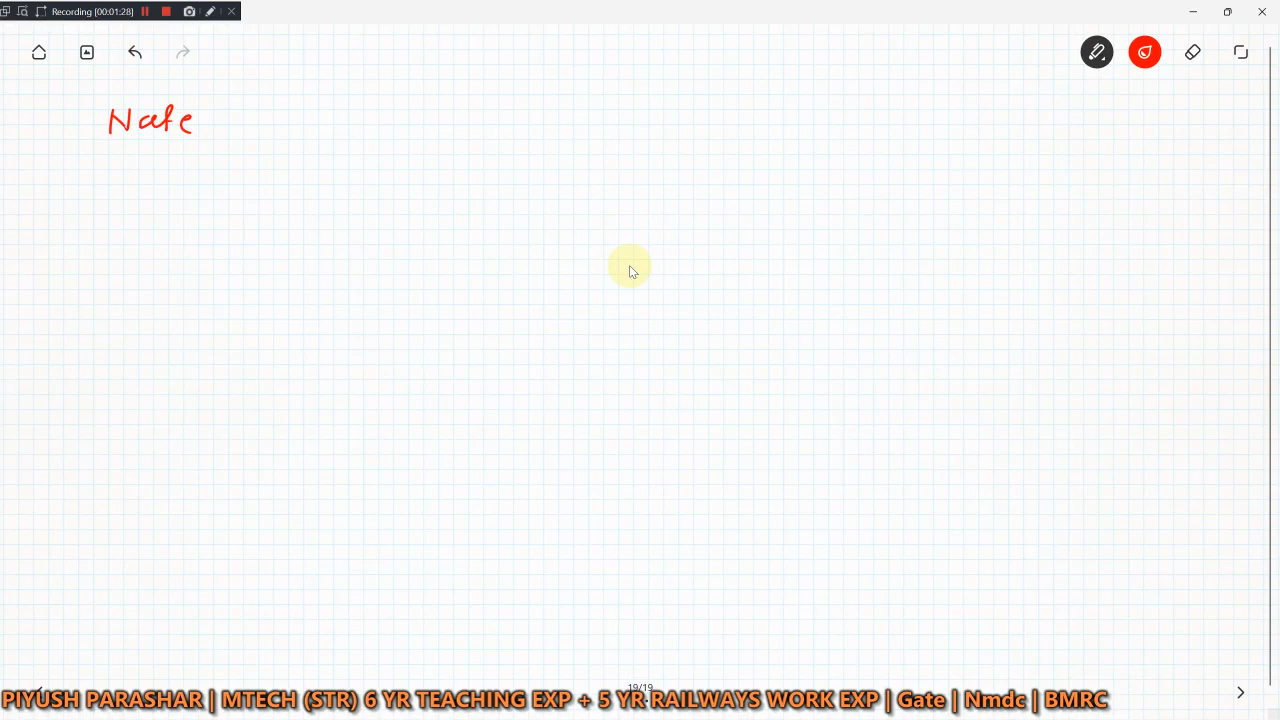 Recording [00:01:28]
Note
19/19
PIYUSH PARASHAR | MTECH (STR) 6 YR TEACHING EXP + 5 YR RAILWAYS WORK EXP | Gate | Nmdc | BMRC